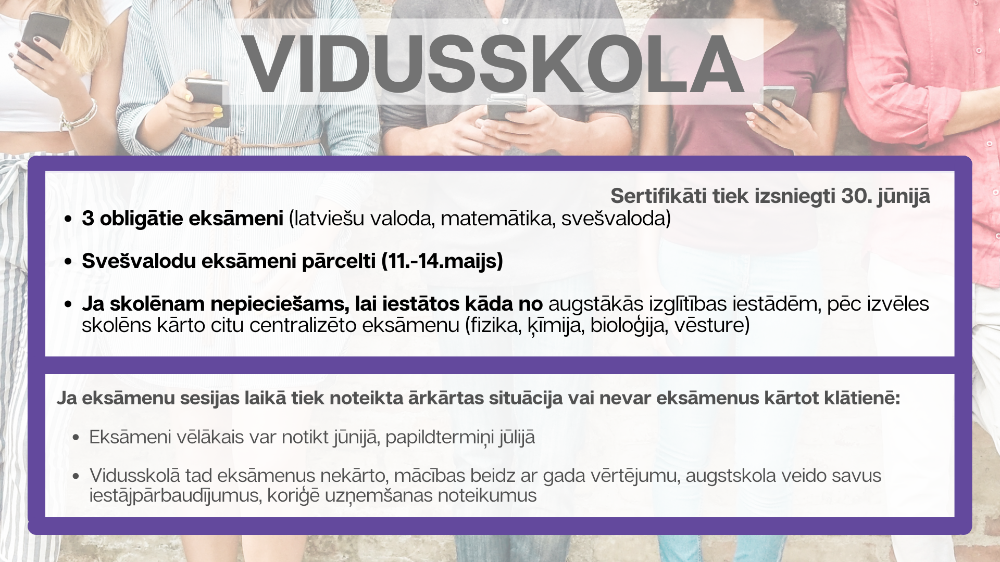 VIDUSSKOLA
Sertifikāti tiek izsniegti 30. jūnijā
• 3 obligātie eksāmeni (latviešu valoda, matemātika, svešvaloda)
• Svešvalodu eksāmeni pārcelti (11.-14.maijs)
• Ja skolēnam nepieciešams, lai iestātos kāda no augstākās izglītības iestādēm, pēc izvēles
skolēns kārto citu centralizēto eksāmenu (fizika, ķīmija, bioloģija, vēsture)
Ja eksāmenu sesijas laikā tiek noteikta ārkārtas situācija vai nevar eksāmenus kārtot klātienē:
• Eksāmeni vēlākais var notikt jūnijā, papildtermiņi jūlijā
• Vidusskolā tad eksāmenus nekārto, mācības beidz ar gada vērtējumu, augstskola veido savus
iestājpārbaudījumus, koriģē uzņemšanas noteikumus